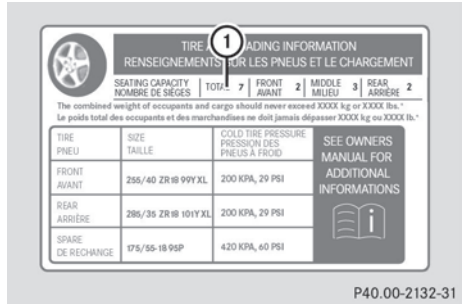 1
TIRE A ADING INFORMATION
RENSEIGNEMENTS SUR LES PNEUS ET LE CHARGEMENT
SEATING CAPACITY TOTAL 7 FRONT 2 MIDDLE 3 REAR 2
NOMBRE DE SIÈGES AVANT MILIEU ARRIÈRE
The combined weight of occupants and cargo should never exceed XXXX kg or XXXX lbs.*
Le poids total des occupants et des marchandises ne doit jamais dépasser XXXX kg ou XXXX lb.*
TIRE SIZE COLD TIRE PRESSURE
PNEU TAILLE PRESSION DES
PNEUS À FROID
SEE OWNERS
MANUAL FOR
ADDITIONAL
INFORMATIONS
i
FRONT
AVANT
255/40 ZR 18 99Y XL 200 KPA, 29 PSI
REAR
ARRIÈRE
285/35 ZR 18 101Y XL 200 KPA, 29 PSI
SPARE
DE RECHANGE
175/55-18 95P 420 KPA, 60 PSI
P40.00-2132-31